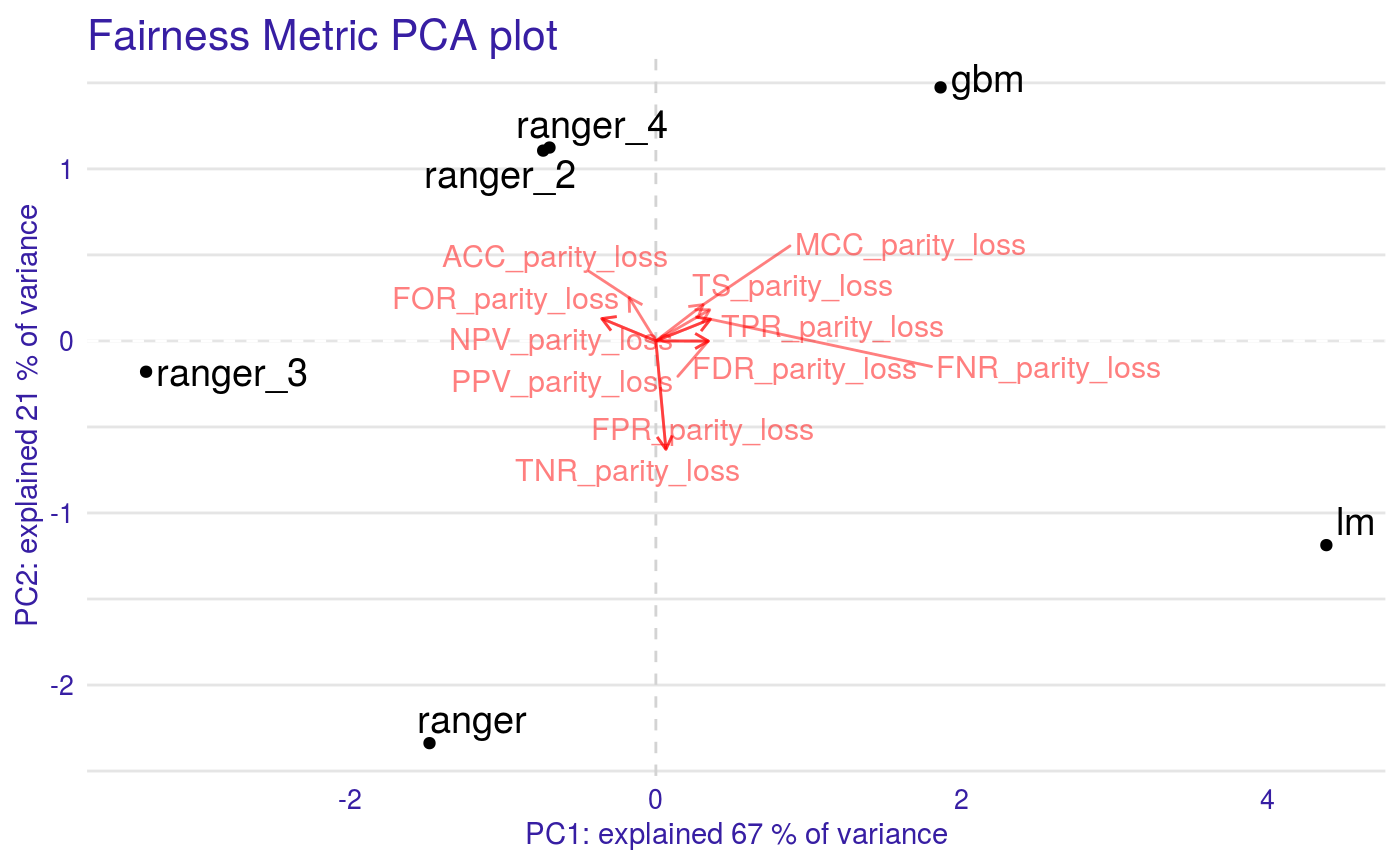 Fairness Metric PCA plot
gbm
ranger_4
ranger_2
MCC_parity_loss
ACC_parity_loss
TS_parity_loss
FOR_parity_loss
TPR_parity_loss
NPV_parity_loss
FDR_parity_loss
FNR_parity_loss
PPV_parity_loss
ranger_3
FPR_parity_loss
TNR_parity_loss
lm
ranger
1
0
-1
-2
-2
0
2
4
PC1: explained 67 % of variance
PC2: explained 21 % of variance